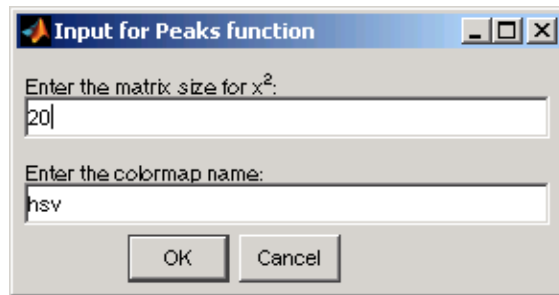 Input for Peaks function
Enter the matrix size for x²:
20
Enter the colormap name:
hsv
OK Cancel